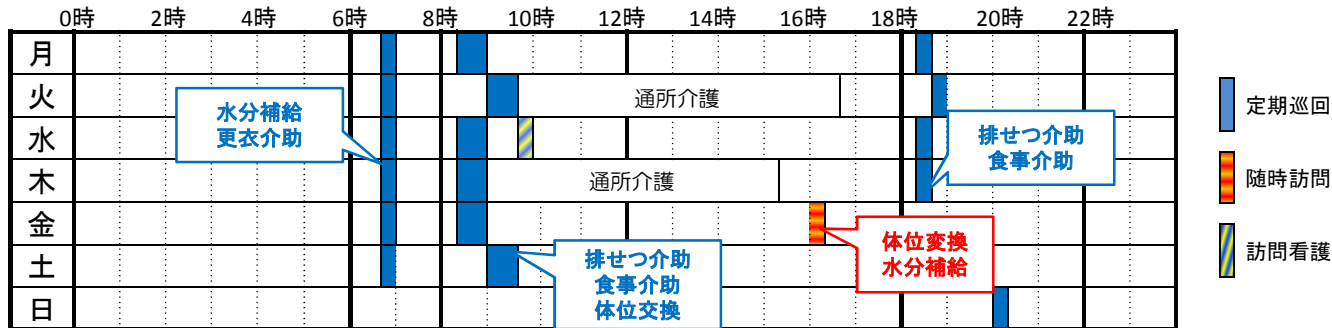 0時 2時 4時 6時 8時 10時 12時 14時 16時 18時 20時 22時
月
火
通所介護
水
木
通所介護
金
土
日
水分補給
更衣介助
排せつ介助
食事介助
体位交換
体位変換
水分補給
排せつ介助
食事介助
定期巡回
随時訪問
訪問看護